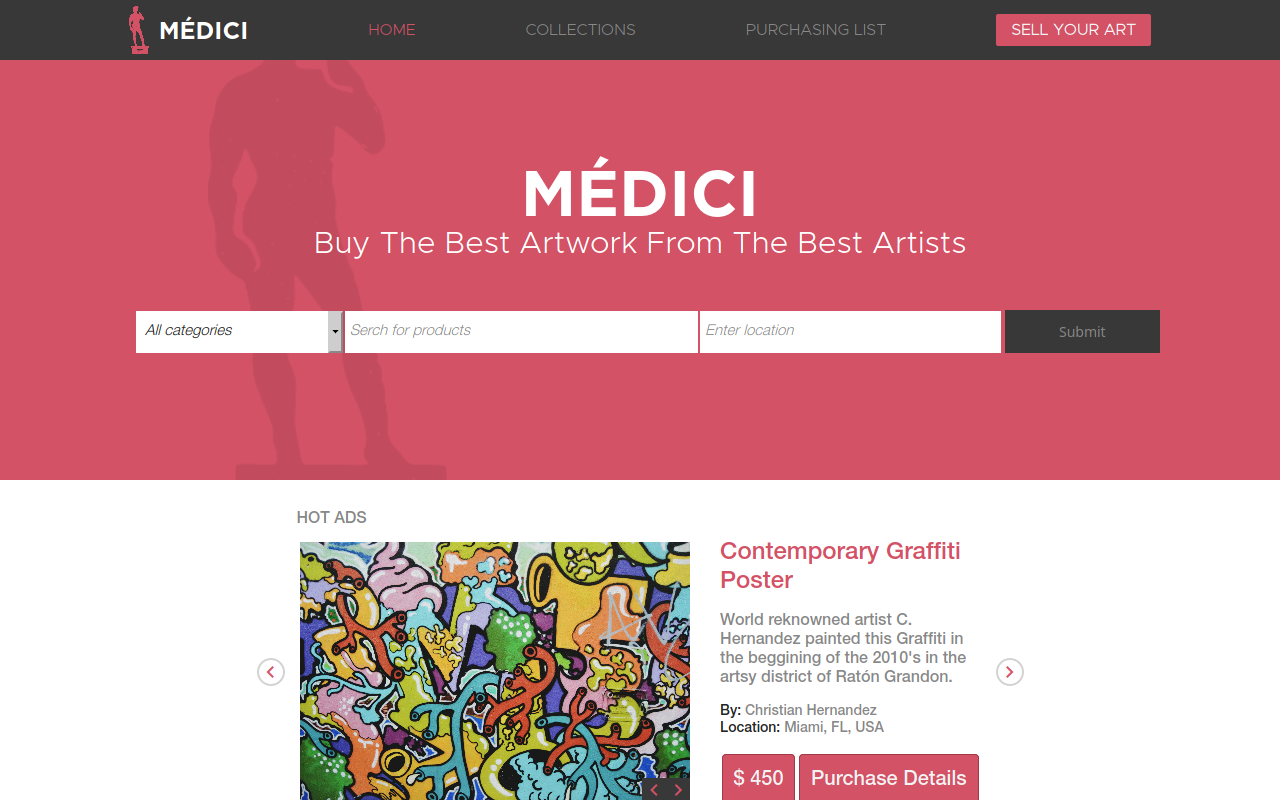 MÉDICI
HOME
COLLECTIONS
PURCHASING LIST
SELL YOUR ART
MÉDICI
Buy The Best Artwork From The Best Artists
All categories
Serch for products
Enter location
Submit
HOT ADS
Contemporary Graffiti
Poster
World reknowned artist C.
Hernandez painted this Graffiti in
the beggining of the 2010's in the
artsy district of Ratón Grandon.
By: Christian Hernandez
Location: Miami, FL, USA
$ 450
Purchase Details